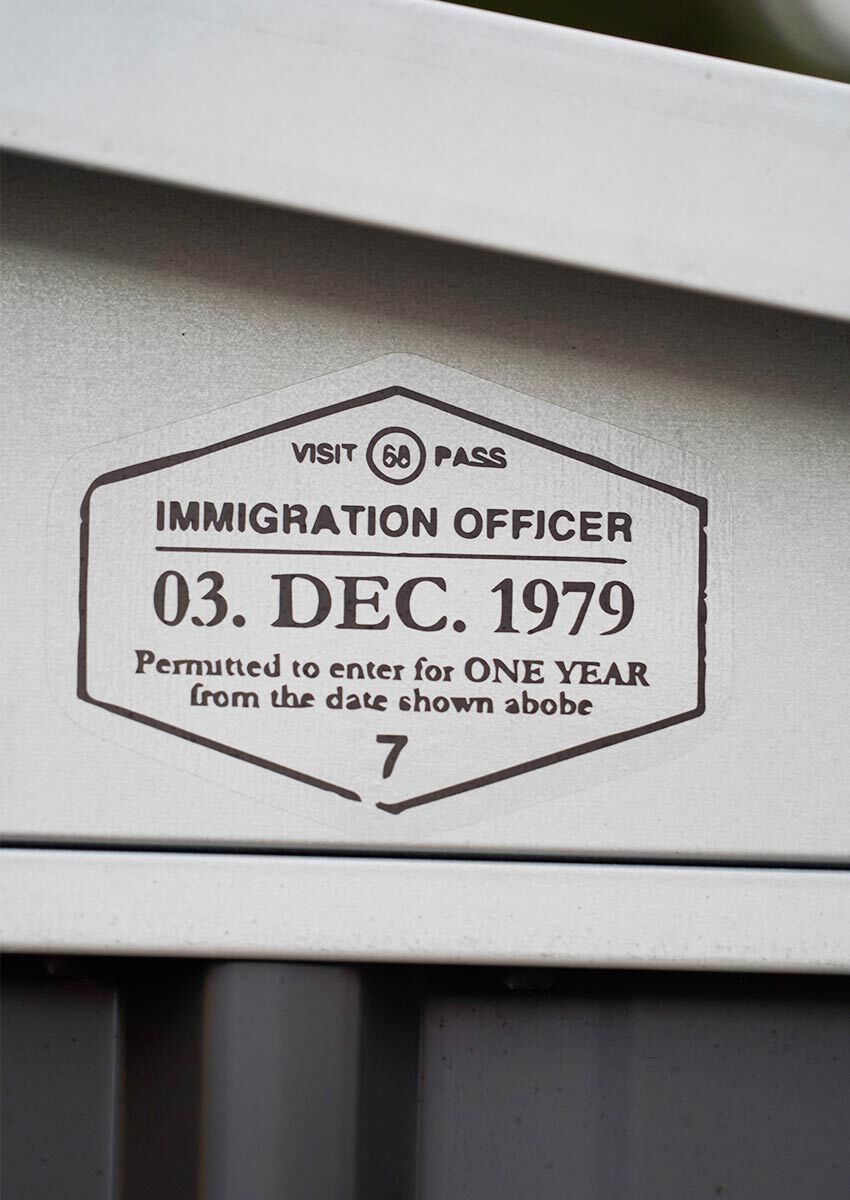 VISIT 68 PASS
IMMIGRATION OFFICER
03. DEC. 1979
Permitted to enter for ONE YEAR
from the date shown abobe
7